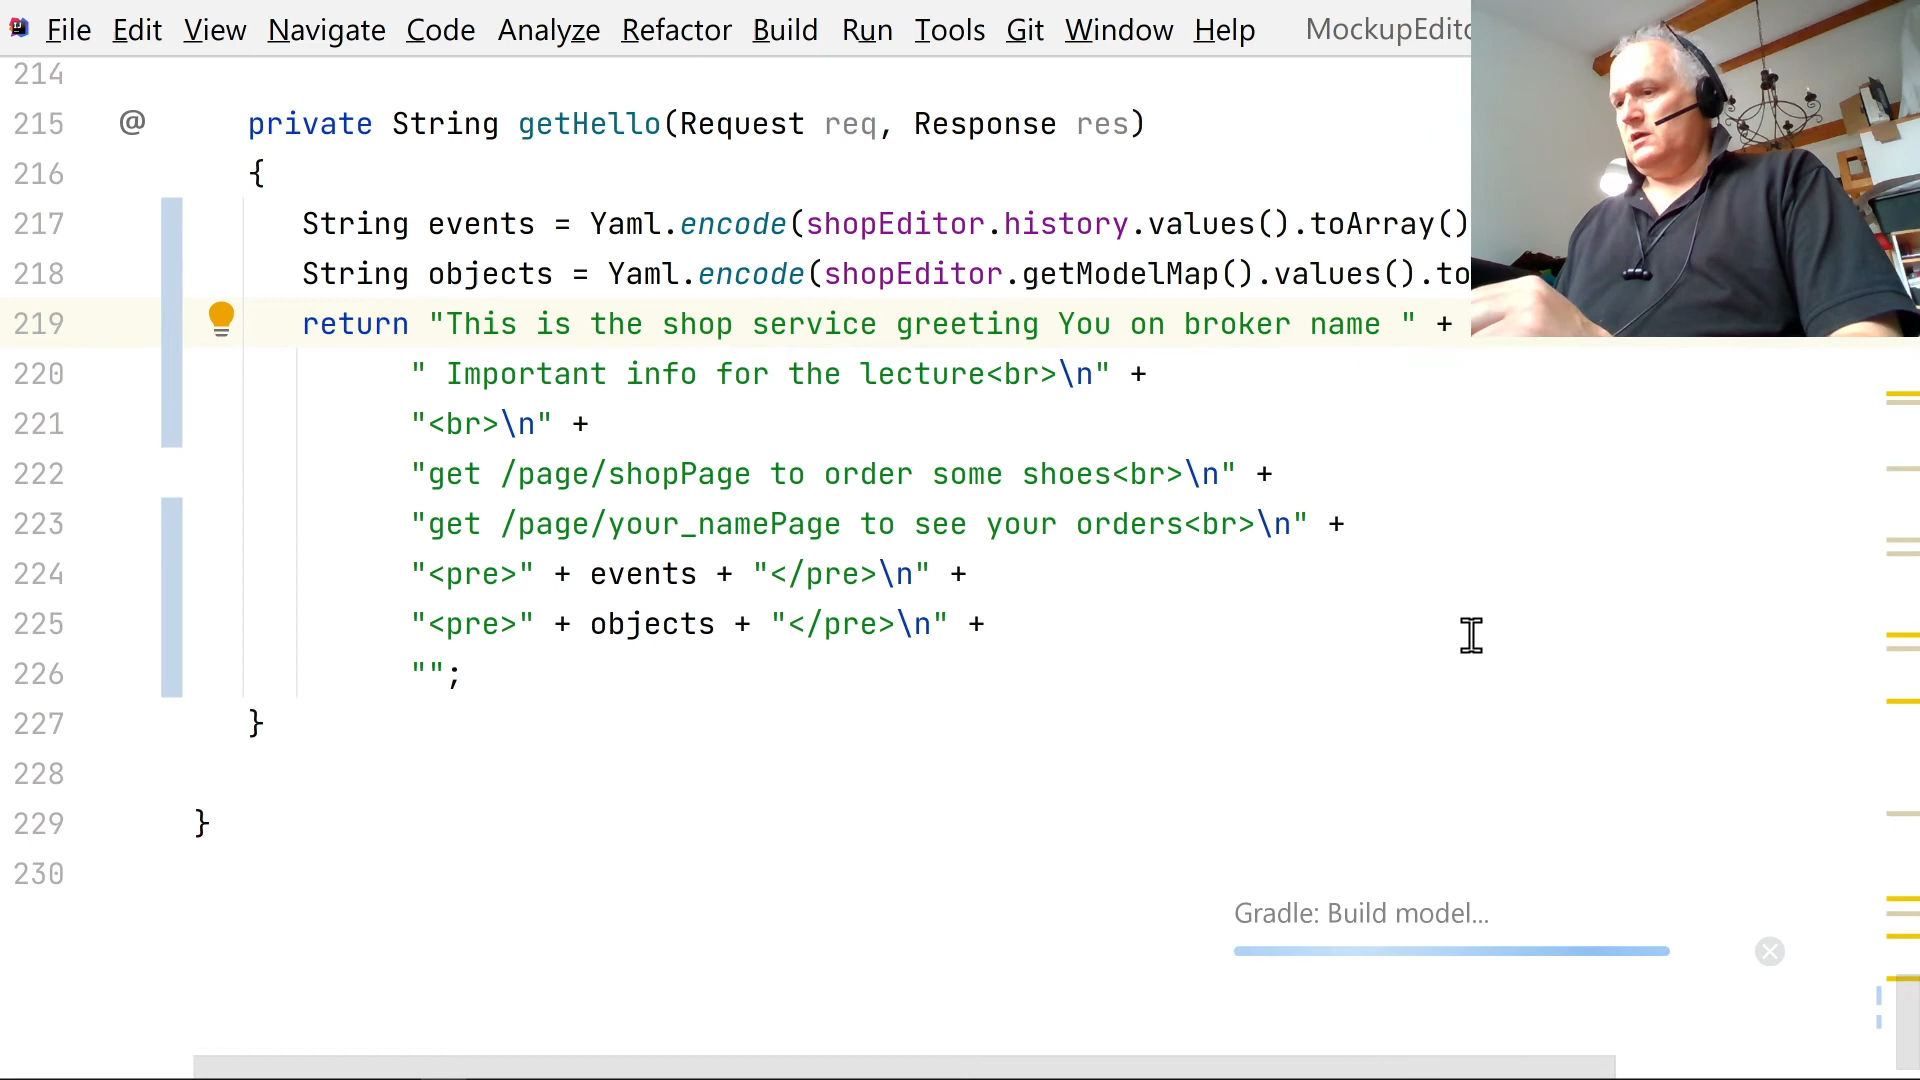 File Edit View Navigate Code Analyze Refactor Build Run Tools Git Window Help MockupEdito
214
215 @ private String getHello(Request req, Response res)
216 {
217 String events = Yaml.encode(shopEditor.history.values().toArray()
218 String objects = Yaml.encode(shopEditor.getModelMap().values().to
219 return "This is the shop service greeting You on broker name " +
220 " Important info for the lecture<br>\n" +
221 "<br>\n" +
222 "get /page/shopPage to order some shoes<br>\n" +
223 "get /page/your_namePage to see your orders<br>\n" +
224 "<pre>" + events + "</pre>\n" +
225 "<pre>" + objects + "</pre>\n" +
226 "";
227 }
228
229 }
230
Gradle: Build model...